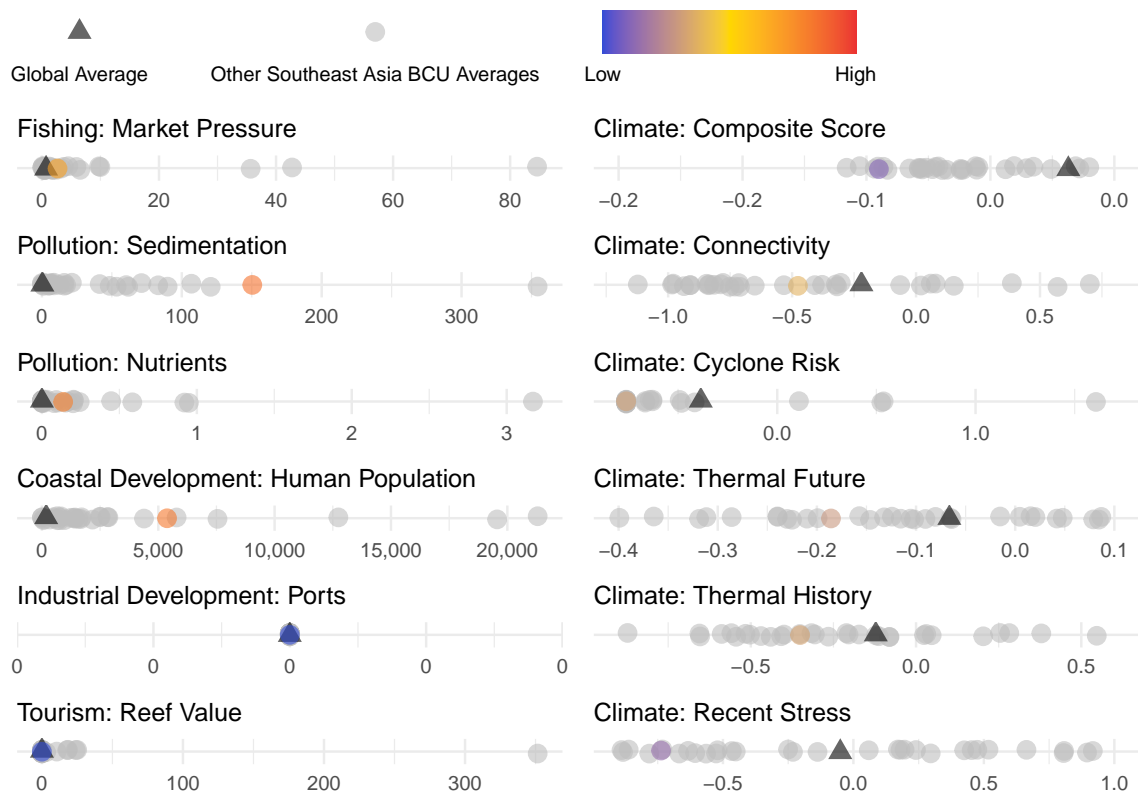 Global Average
Other Southeast Asia BCU Averages
Low
High
Fishing: Market Pressure
0 20 40 60 80
Pollution: Sedimentation
0 100 200 300
Pollution: Nutrients
0 1 2 3
Coastal Development: Human Population
0 5,000 10,000 15,000 20,000
Industrial Development: Ports
0 0 0 0 0
Tourism: Reef Value
0 100 200 300
Climate: Composite Score
−0.2 −0.2 −0.1 0.0 0.0
Climate: Connectivity
−1.0 −0.5 0.0 0.5
Climate: Cyclone Risk
0.0 1.0
Climate: Thermal Future
−0.4 −0.3 −0.2 −0.1 0.0 0.1
Climate: Thermal History
−0.5 0.0 0.5
Climate: Recent Stress
−0.5 0.0 0.5 1.0